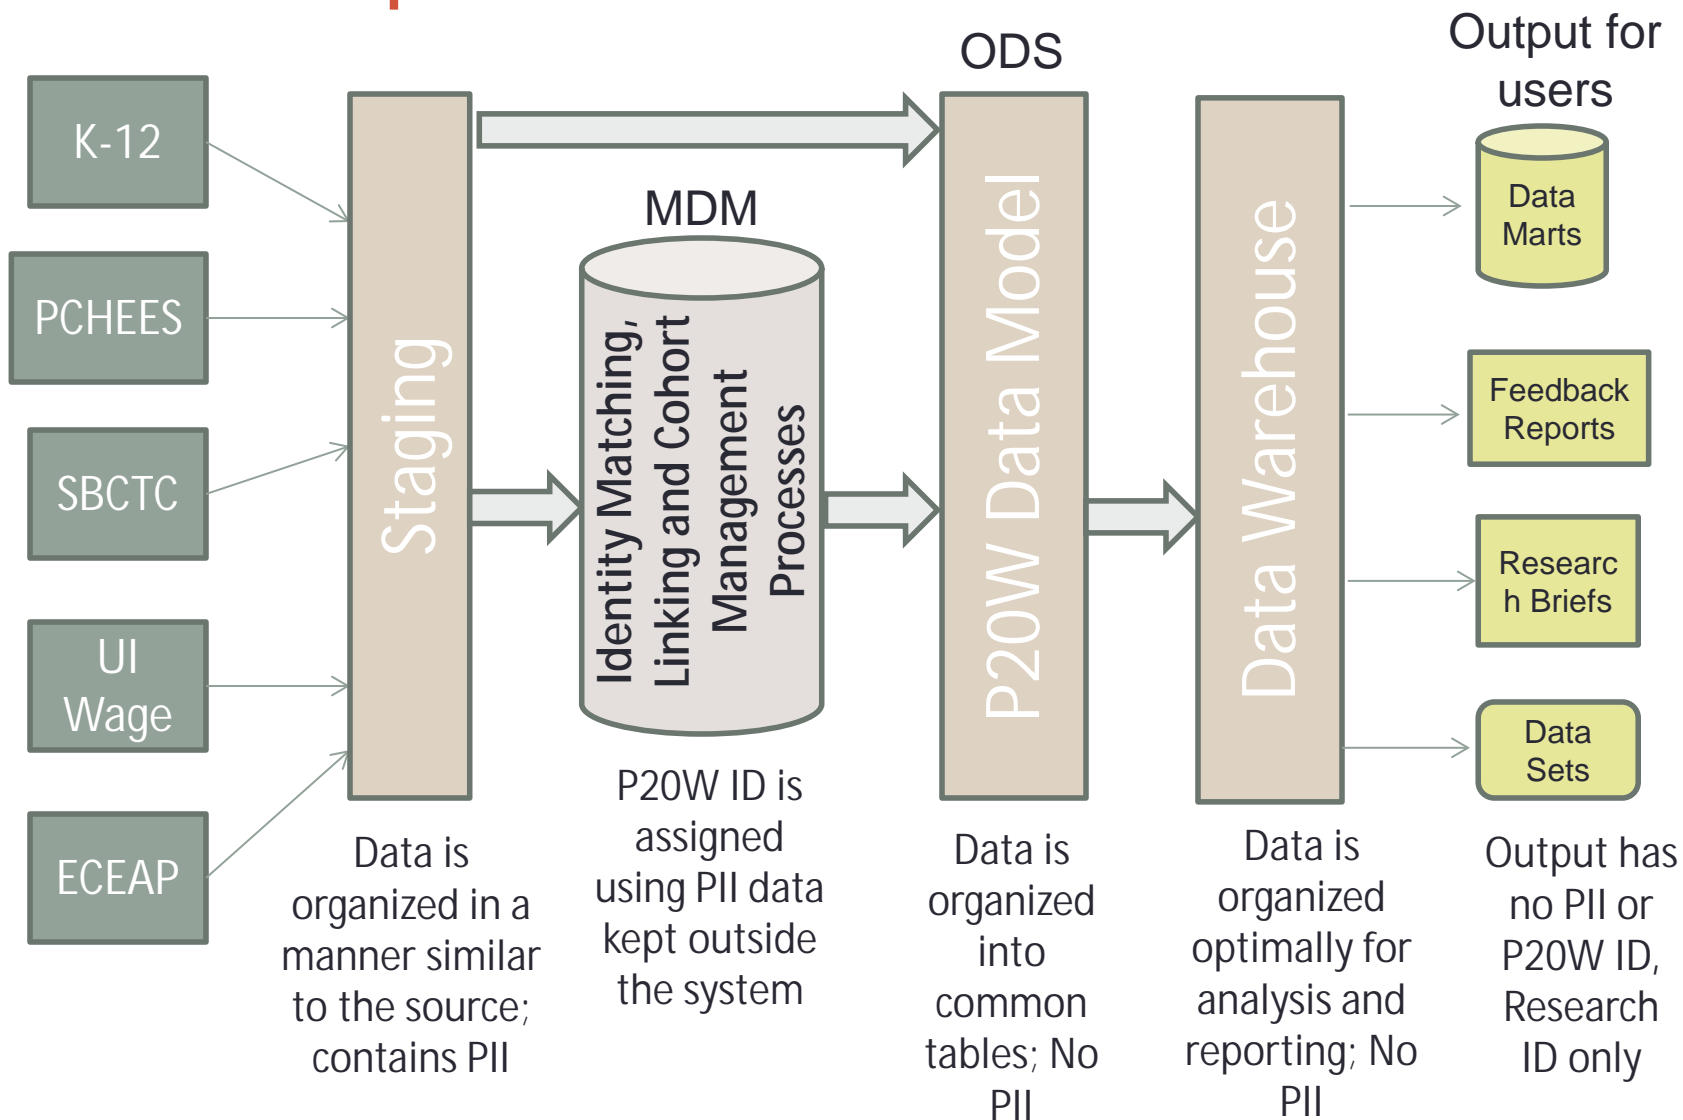 K-12
PCHEES
SBCTC
UI
Wage
ECEAP
Staging
Data is
organized in a
manner similar
to the source;
contains PII
MDM
Identity Matching,
Linking and Cohort
Management
Processes
P20W ID is
assigned
using PII data
kept outside
the system
ODS
P20W Data Model
Data is
organized
into
common
tables; No
PII
Data Warehouse
Data is
organized
optimally for
analysis and
reporting; No
PII
Output for
users
Data
Marts
Feedback
Reports
Researc
h Briefs
Data
Sets
Output has
no PII or
P20W ID,
Research
ID only